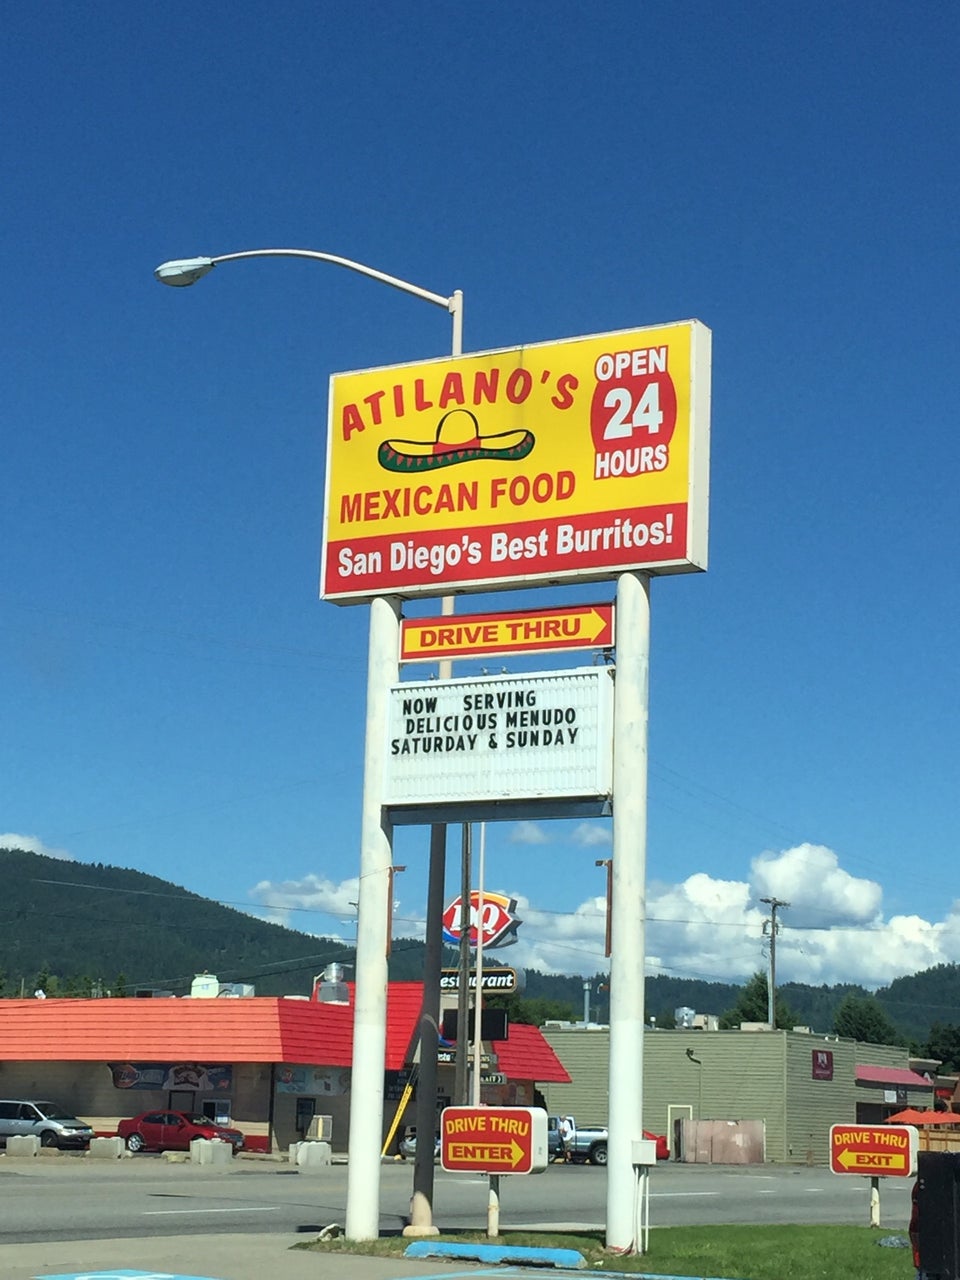 ATILANO'S
MEXICAN FOOD
OPEN
24
HOURS
San Diego's Best Burritos!
DRIVE THRU
NOW SERVING
DELICIOUS MENUDO
SATURDAY & SUNDAY
DQ
DRIVE THRU
ENTER
DRIVE THRU
EXIT